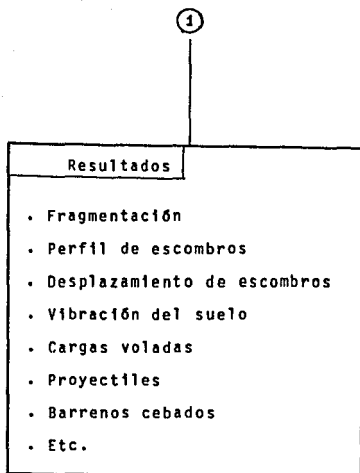 1
Resultados
. Fragmentación
. Perfil de escombros
. Desplazamiento de escombros
. Vibración del suelo
. Cargas voladas
. Proyectiles
. Barrenos cebados
. Etc.